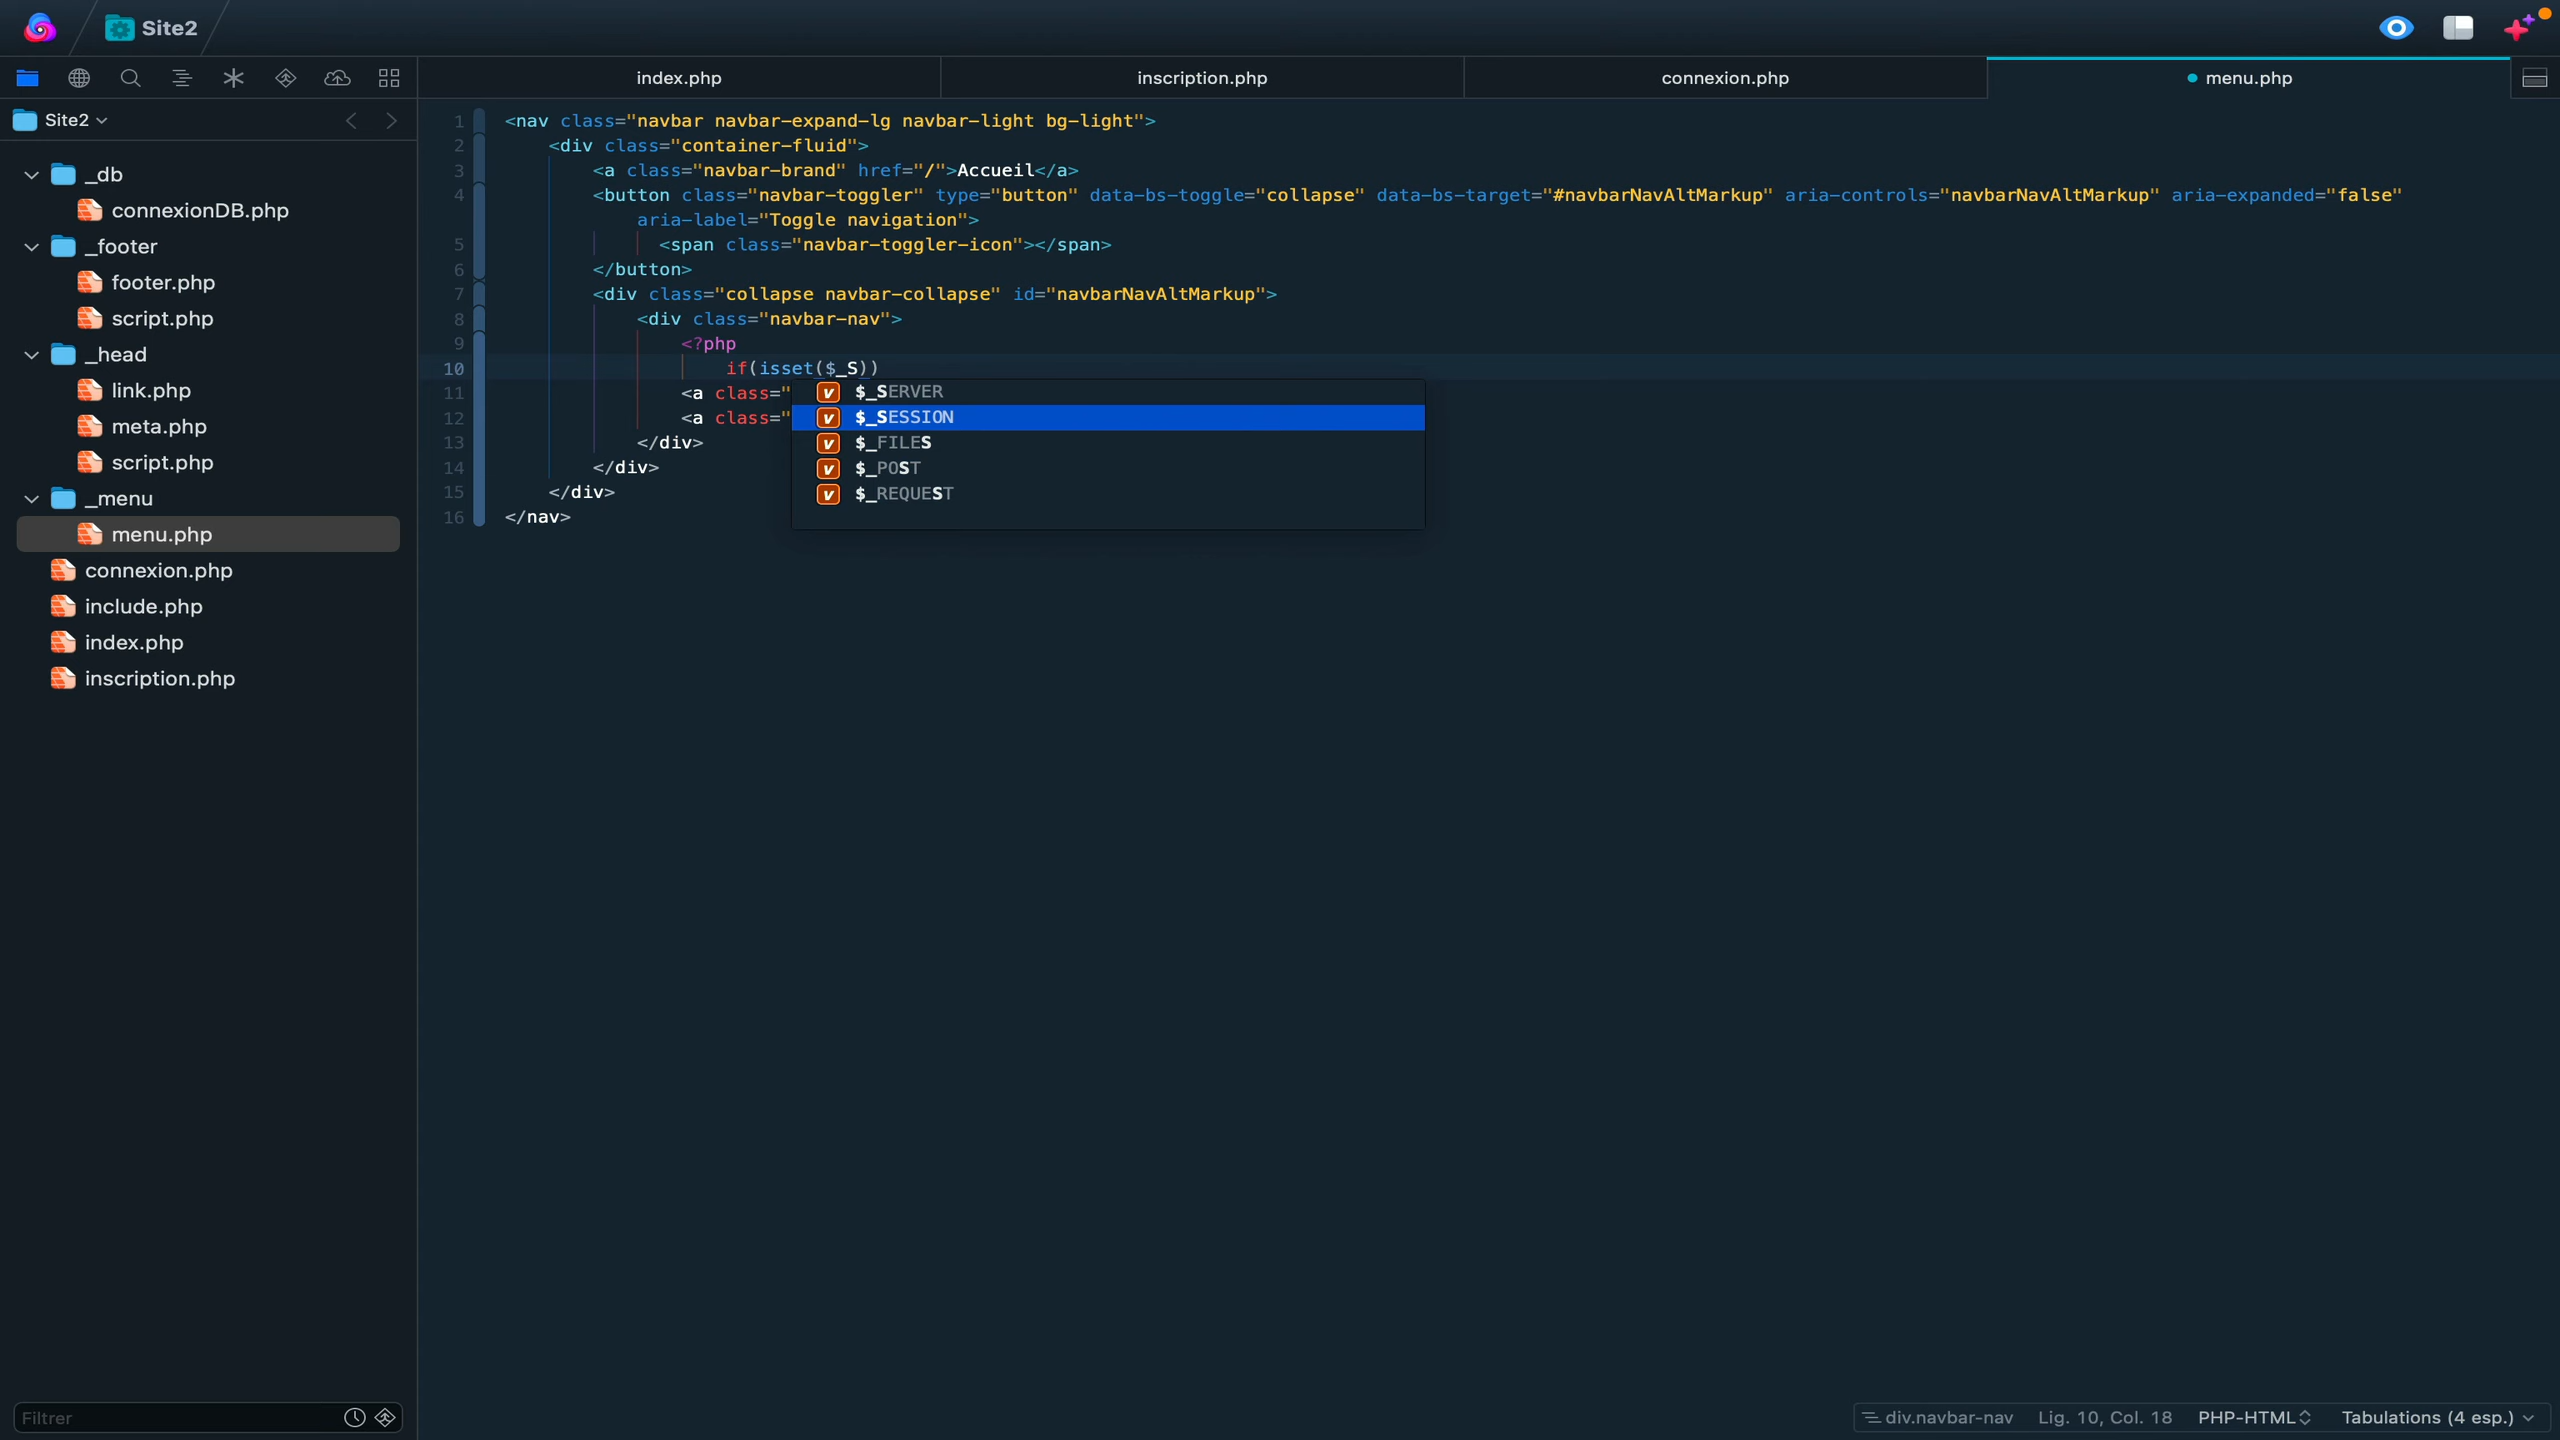 Site2
index.php
inscription.php
connexion.php
menu.php
Site2
_db
connexionDB.php
_footer
footer.php
script.php
_head
link.php
meta.php
script.php
_menu
menu.php
connexion.php
include.php
index.php
inscription.php
Filtrer
1 <nav class="navbar navbar-expand-lg navbar-light bg-light">
2 <div class="container-fluid">
3 <a class="navbar-brand" href="/">Accueil</a>
4 <button class="navbar-toggler" type="button" data-bs-toggle="collapse" data-bs-target="#navbarNavAltMarkup" aria-controls="navbarNavAltMarkup" aria-expanded="false"
aria-label="Toggle navigation">
5 <span class="navbar-toggler-icon"></span>
6 </button>
7 <div class="collapse navbar-collapse" id="navbarNavAltMarkup">
8 <div class="navbar-nav">
9 <?php
10 if(isset($_S))
11 <a class="
12 <a class="
13 </div>
14 </div>
15 </div>
16 </nav>
v $_SERVER
v $_SESSION
v $_FILES
v $_POST
v $_REQUEST
div.navbar-nav Lig. 10, Col. 18 PHP-HTML Tabulations (4 esp.)